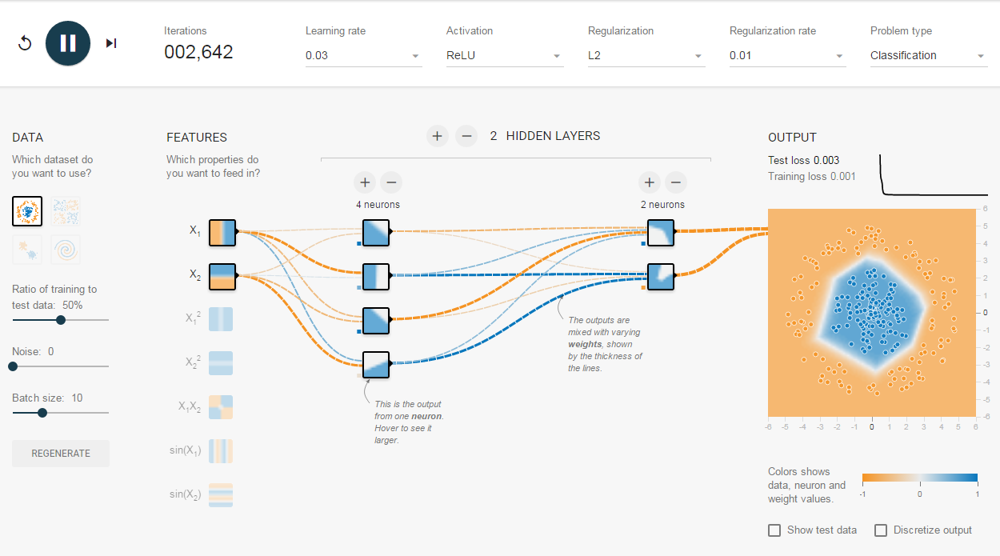 Iterations
002,642
Learning rate
0.03
Activation
ReLU
Regularization
L2
Regularization rate
0.01
Problem type
Classification
DATA
Which dataset do
you want to use?
Ratio of training to
test data: 50%
Noise: 0
Batch size: 10
REGENERATE
FEATURES
Which properties do
you want to feed in?
X1
X2
X1²
X2²
X1X2
sin(X1)
sin(X2)
2 HIDDEN LAYERS
4 neurons
2 neurons
The outputs are
mixed with varying
weights, shown
by the thickness of
the lines.
This is the output
from one neuron.
Hover to see it
larger.
OUTPUT
Test loss 0.003
Training loss 0.001
6
5
4
3
2
1
0
-1
-2
-3
-4
-5
-6
-6 -5 -4 -3 -2 -1 0 1 2 3 4 5 6
Colors shows
data, neuron and
weight values.
-1 0 1
Show test data
Discretize output